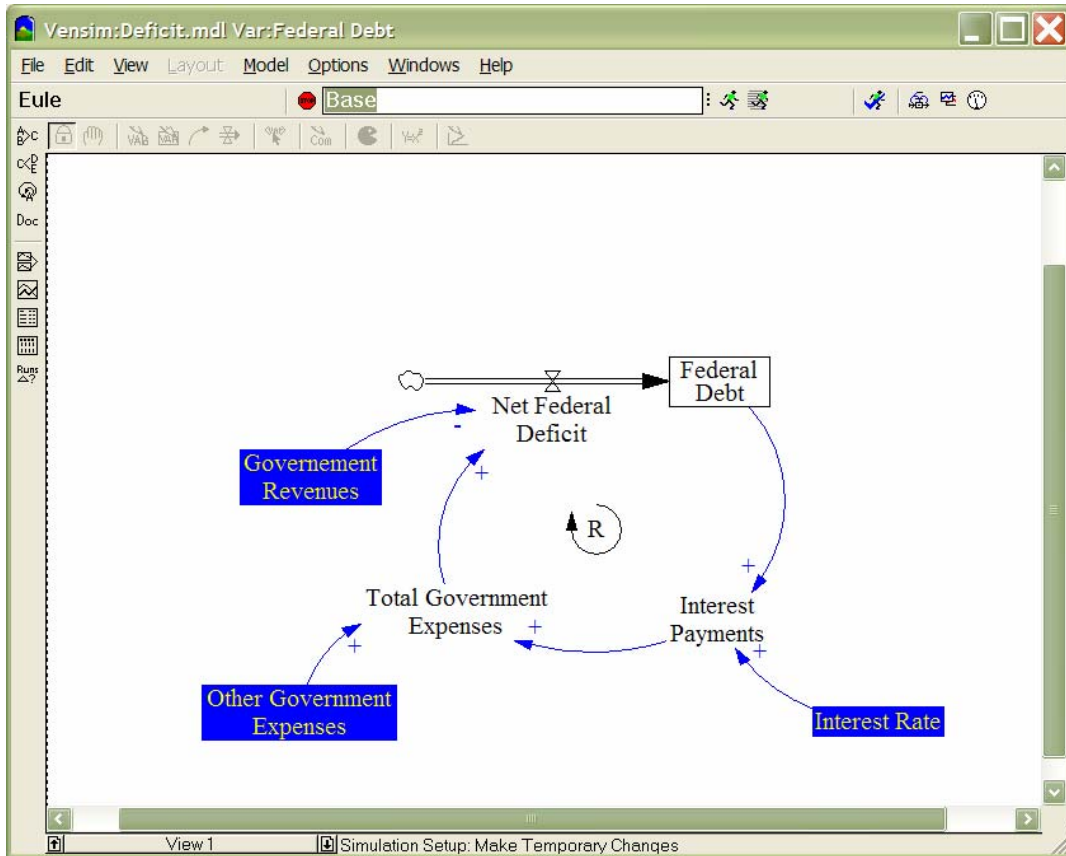 Vensim:Deficit.mdl Var:Federal Debt
File Edit View Layout Model Options Windows Help
Eule Base
Doc
Runs
Federal
Debt
Net Federal
Deficit
-
Governement
Revenues
+
R
+
Total Government
Expenses
+
Interest
Payments
+
+
Other Government
Expenses
Interest Rate
View 1 Simulation Setup: Make Temporary Changes